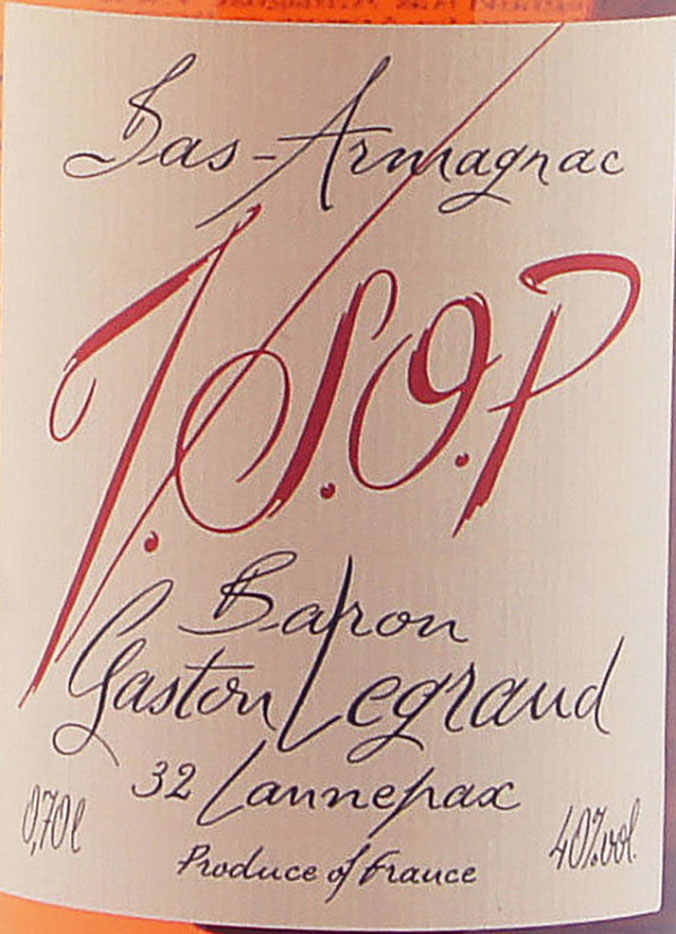 Bas-Armagnac
V.S.O.P
Baron
Gaston Legrand
32 Lannepax
0,70l
40%vol.
Produce of France